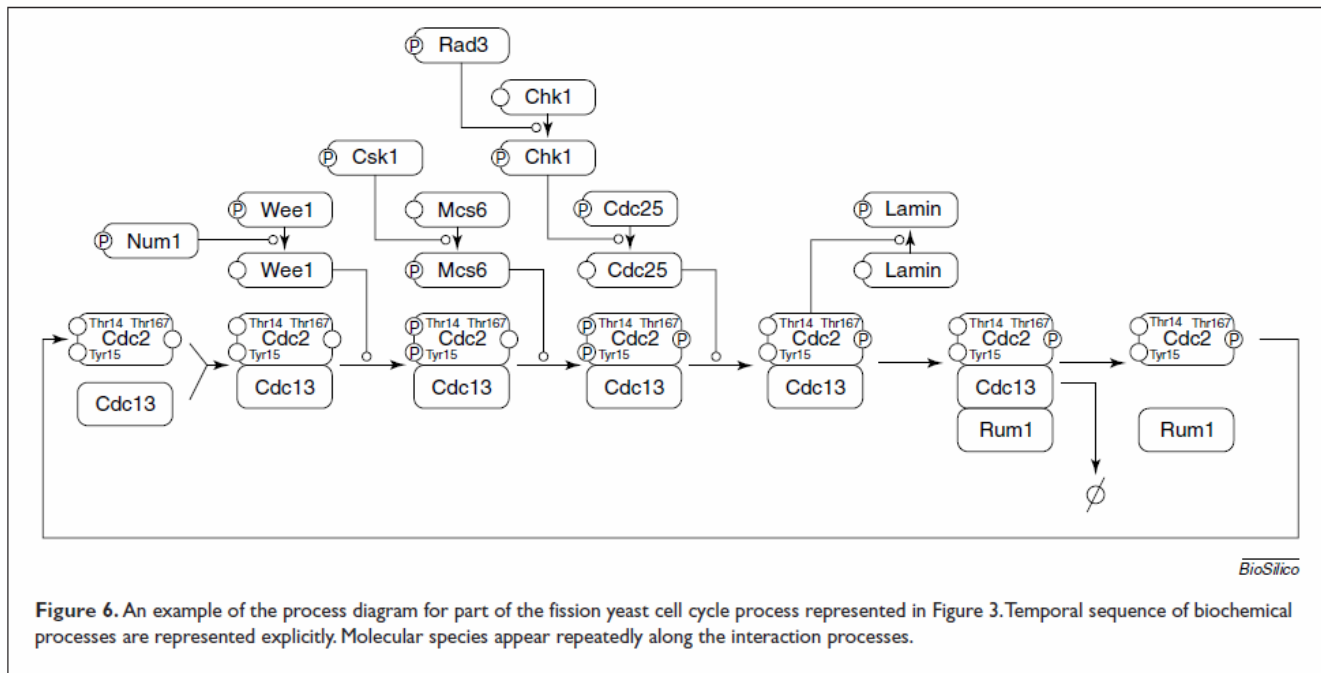 P Rad3
Chk1
P Csk1
P Chk1
P Wee1
Mcs6
P Cdc25
P Lamin
P Num1
Wee1
P Mcs6
Cdc25
Lamin
Thr14 Thr167
Cdc2
Tyr15
Cdc13
Thr14 Thr167
Cdc2
Tyr15
Cdc13
P Thr14 Thr167
Cdc2
P Tyr15
Cdc13
P Thr14 Thr167
Cdc2 P
P Tyr15
Cdc13
Thr14 Thr167
Cdc2 P
Tyr15
Cdc13
Thr14 Thr167
Cdc2 P
Tyr15
Cdc13
Rum1
Thr14 Thr167
Cdc2 P
Tyr15
Rum1
∅
BioSilico
Figure 6. An example of the process diagram for part of the fission yeast cell cycle process represented in Figure 3. Temporal sequence of biochemical
processes are represented explicitly. Molecular species appear repeatedly along the interaction processes.